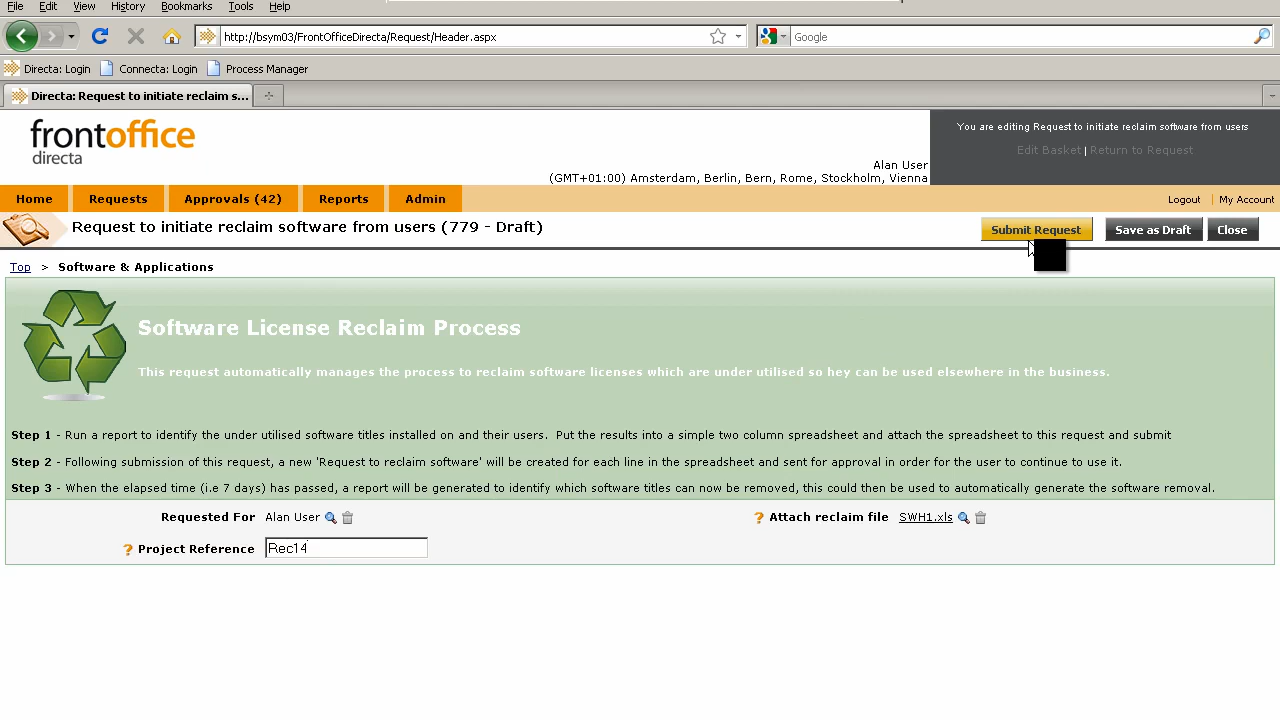 File Edit View History Bookmarks Tools Help
http://bsym03/FrontOfficeDirecta/Request/Header.aspx Google
Directa: Login Connecta: Login Process Manager
Directa: Request to initiate reclaim s...
frontoffice
directa
You are editing Request to initiate reclaim software from users
Edit Basket | Return to Request
Alan User
(GMT+01:00) Amsterdam, Berlin, Bern, Rome, Stockholm, Vienna
Home Requests Approvals (42) Reports Admin Logout | My Account
Request to initiate reclaim software from users (779 - Draft) Submit Request Save as Draft Close
Top > Software & Applications
Software License Reclaim Process
This request automatically manages the process to reclaim software licenses which are under utilised so hey can be used elsewhere in the business.
Step 1 - Run a report to identify the under utilised software titles installed on and their users. Put the results into a simple two column spreadsheet and attach the spreadsheet to this request and submit
Step 2 - Following submission of this request, a new 'Request to reclaim software' will be created for each line in the spreadsheet and sent for approval in order for the user to continue to use it.
Step 3 - When the elapsed time (i.e 7 days) has passed, a report will be generated to identify which software titles can now be removed, this could then be used to automatically generate the software removal.
Requested For Alan User ? Attach reclaim file SWH1.xls
? Project Reference Rec14